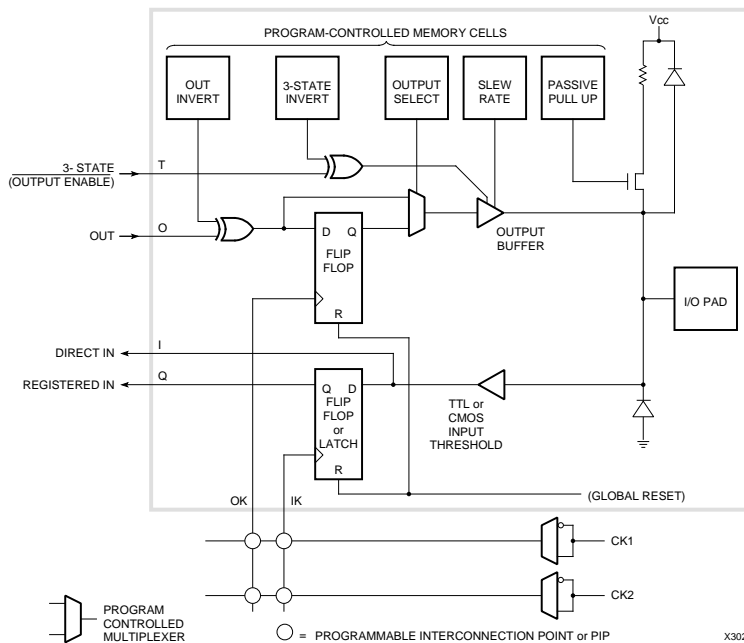 Vcc
PROGRAM-CONTROLLED MEMORY CELLS
OUT
INVERT
3-STATE
INVERT
OUTPUT
SELECT
SLEW
RATE
PASSIVE
PULL UP
3- STATE
(OUTPUT ENABLE)
T
OUT
O
D Q
FLIP
FLOP
R
OUTPUT
BUFFER
I/O PAD
DIRECT IN
I
REGISTERED IN
Q
Q D
FLIP
FLOP
or
LATCH
R
TTL or
CMOS
INPUT
THRESHOLD
OK
IK
(GLOBAL RESET)
CK1
CK2
PROGRAM
CONTROLLED
MULTIPLEXER
= PROGRAMMABLE INTERCONNECTION POINT or PIP